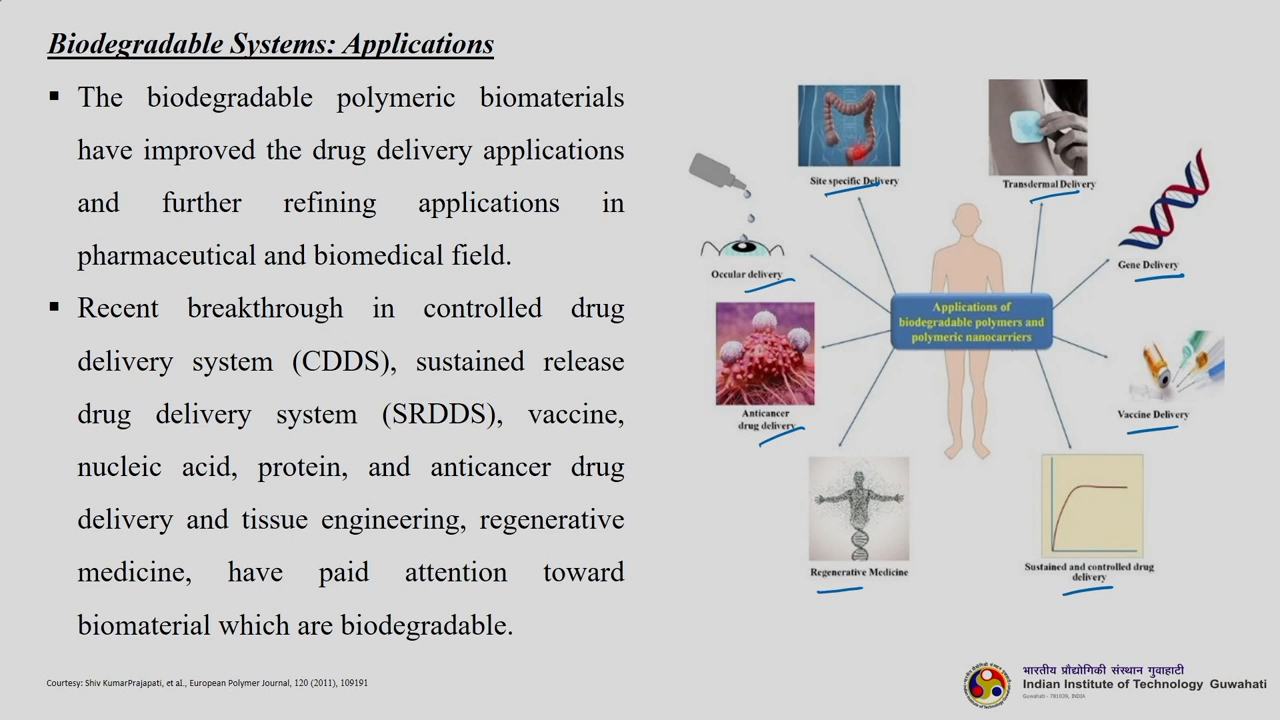 Biodegradable Systems: Applications
▪ The biodegradable polymeric biomaterials
have improved the drug delivery applications
and further refining applications in
pharmaceutical and biomedical field.
▪ Recent breakthrough in controlled drug
delivery system (CDDS), sustained release
drug delivery system (SRDDS), vaccine,
nucleic acid, protein, and anticancer drug
delivery and tissue engineering, regenerative
medicine, have paid attention toward
biomaterial which are biodegradable.
Site specific Delivery
Transdermal Delivery
Occular delivery
Gene Delivery
Applications of
biodegradable polymers and
polymeric nanocarriers
Anticancer
drug delivery
Vaccine Delivery
Regenerative Medicine
Sustained and controlled drug
delivery
Courtesy: Shiv KumarPrajapati, et al., European Polymer Journal, 120 (2011), 109191
भारतीय प्रौद्योगिकी संस्थान गुवाहाटी
Indian Institute of Technology Guwahati
Guwahati - 781039, INDIA